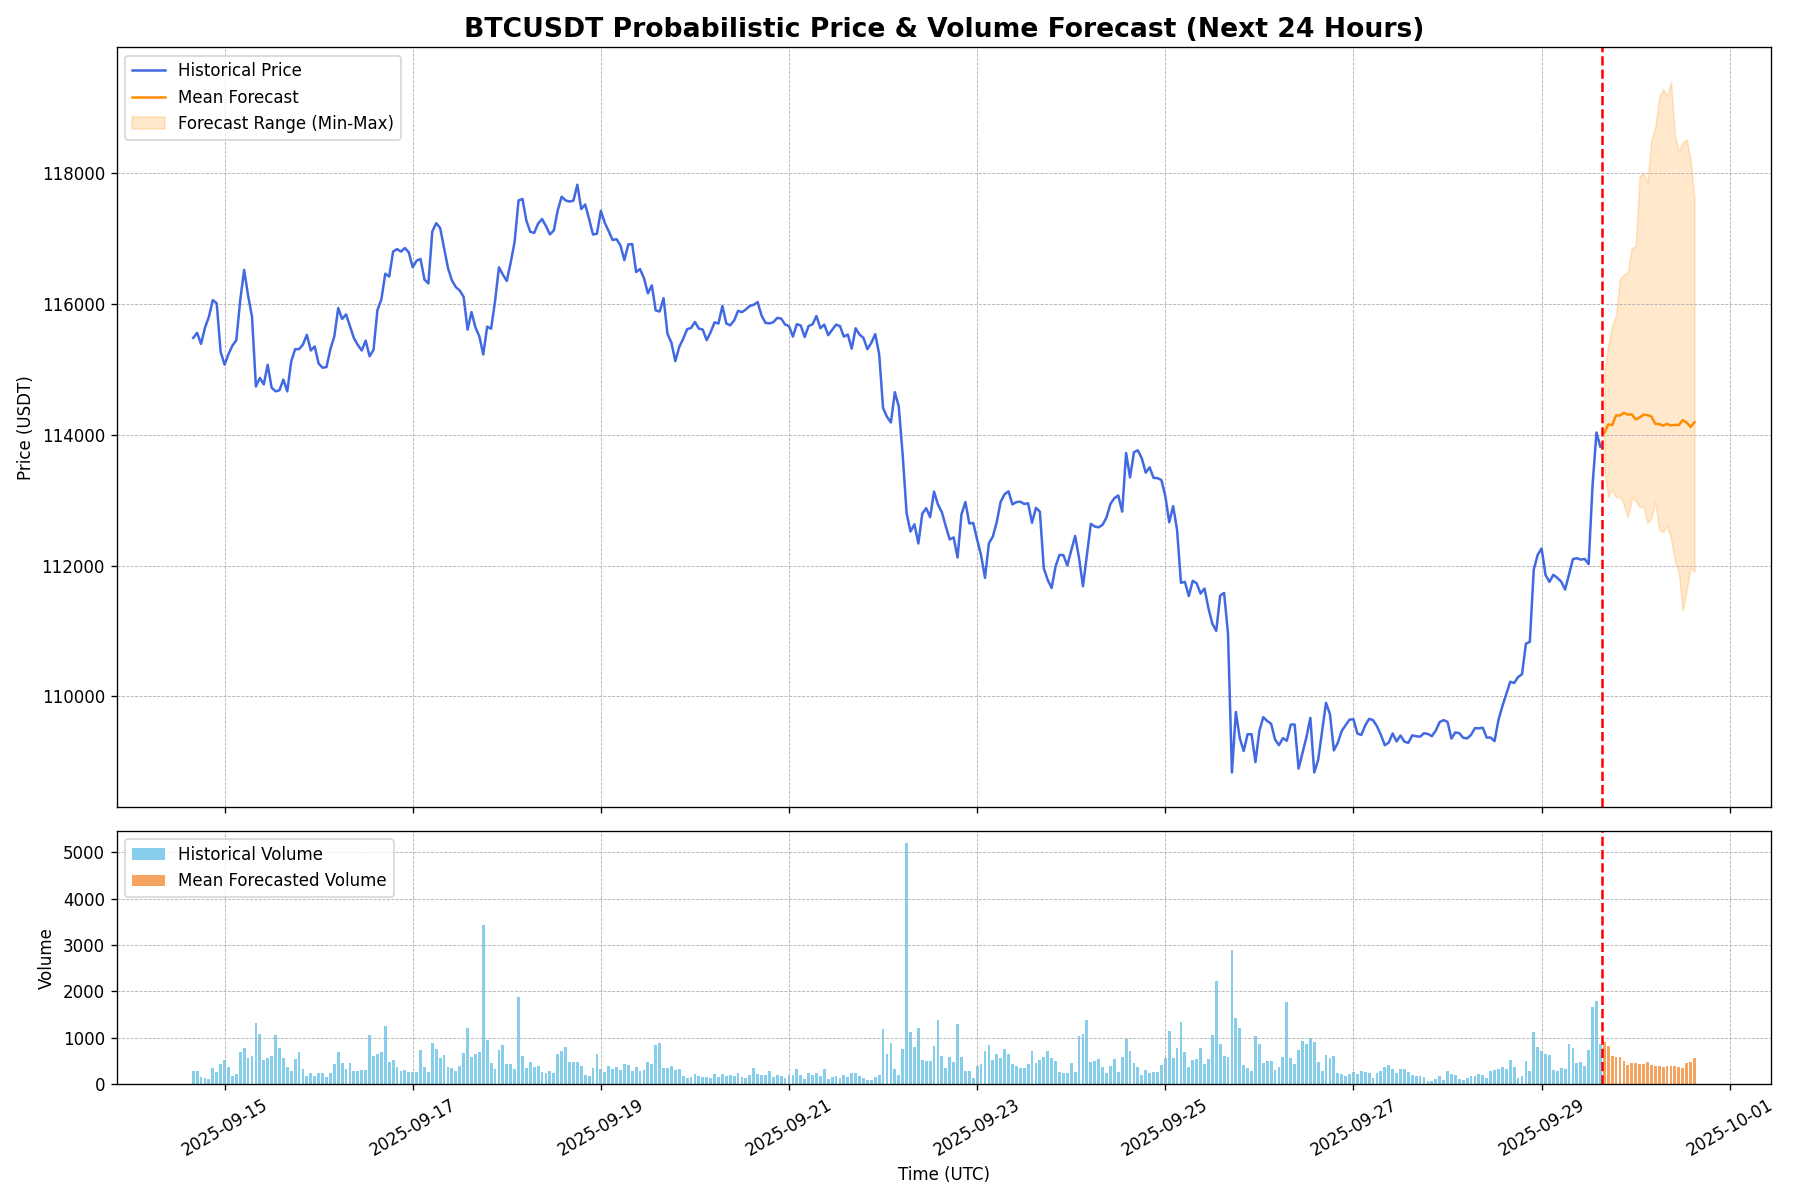 BTCUSDT Probabilistic Price & Volume Forecast (Next 24 Hours)
Historical Price
Mean Forecast
Forecast Range (Min-Max)
118000
116000
114000
112000
110000
Price (USDT)
Historical Volume
Mean Forecasted Volume
5000
4000
3000
2000
1000
0
Volume
2025-09-15
2025-09-17
2025-09-19
2025-09-21
2025-09-23
2025-09-25
2025-09-27
2025-09-29
2025-10-01
Time (UTC)